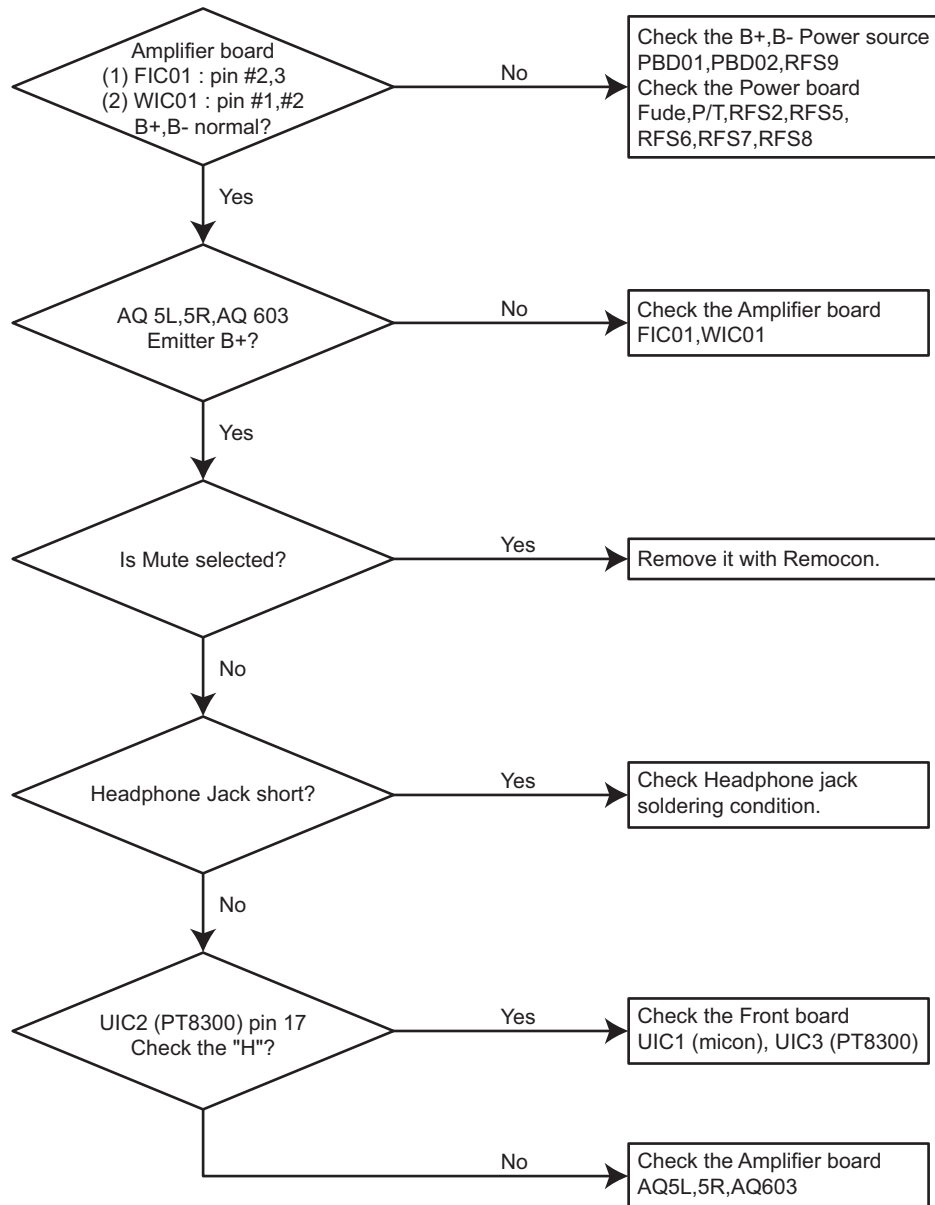 Amplifier board
(1) FIC01 : pin #2,3
(2) WIC01 : pin #1,#2
B+,B- normal?
No
Check the B+,B- Power source
PBD01,PBD02,RFS9
Check the Power board
Fude,P/T,RFS2,RFS5,
RFS6,RFS7,RFS8
Yes
AQ 5L,5R,AQ 603
Emitter B+?
No
Check the Amplifier board
FIC01,WIC01
Yes
Is Mute selected?
Yes
Remove it with Remocon.
No
Headphone Jack short?
Yes
Check Headphone jack
soldering condition.
No
UIC2 (PT8300) pin 17
Check the "H"?
Yes
Check the Front board
UIC1 (micon), UIC3 (PT8300)
No
Check the Amplifier board
AQ5L,5R,AQ603